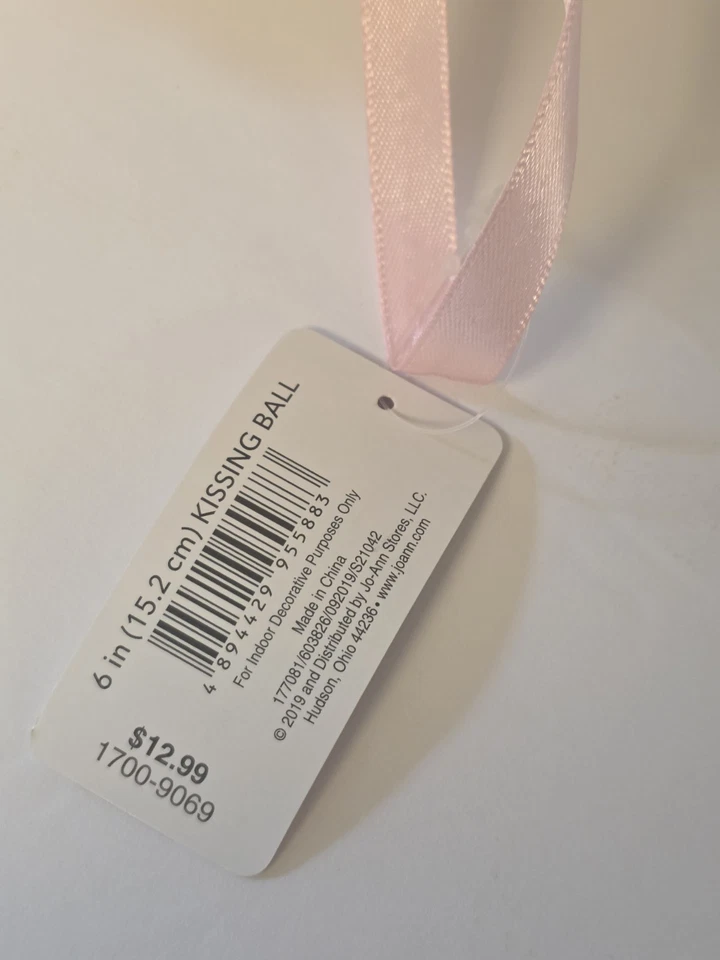 6 in (15.2 cm) KISSING BALL
4 894429 955883
For Indoor Decorative Purposes Only
Made in China
177081/603826/092019/S21042
© 2019 and Distributed by Jo-Ann Stores, LLC.
Hudson, Ohio 44236 • www.joann.com
$12.99
1700-9069